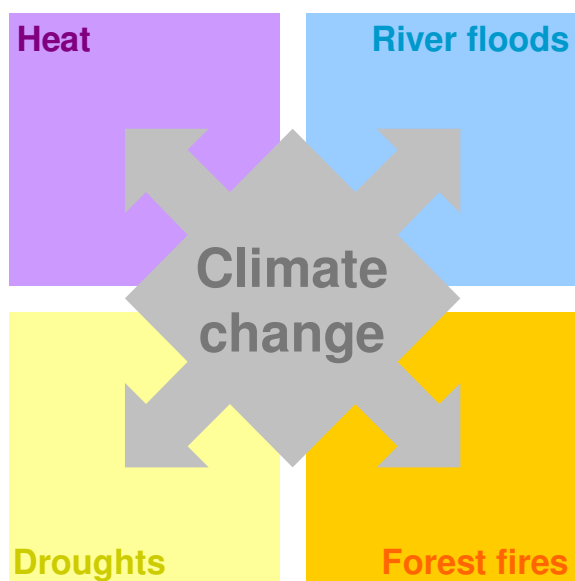 Heat
River floods
Climate
change
Droughts
Forest fires